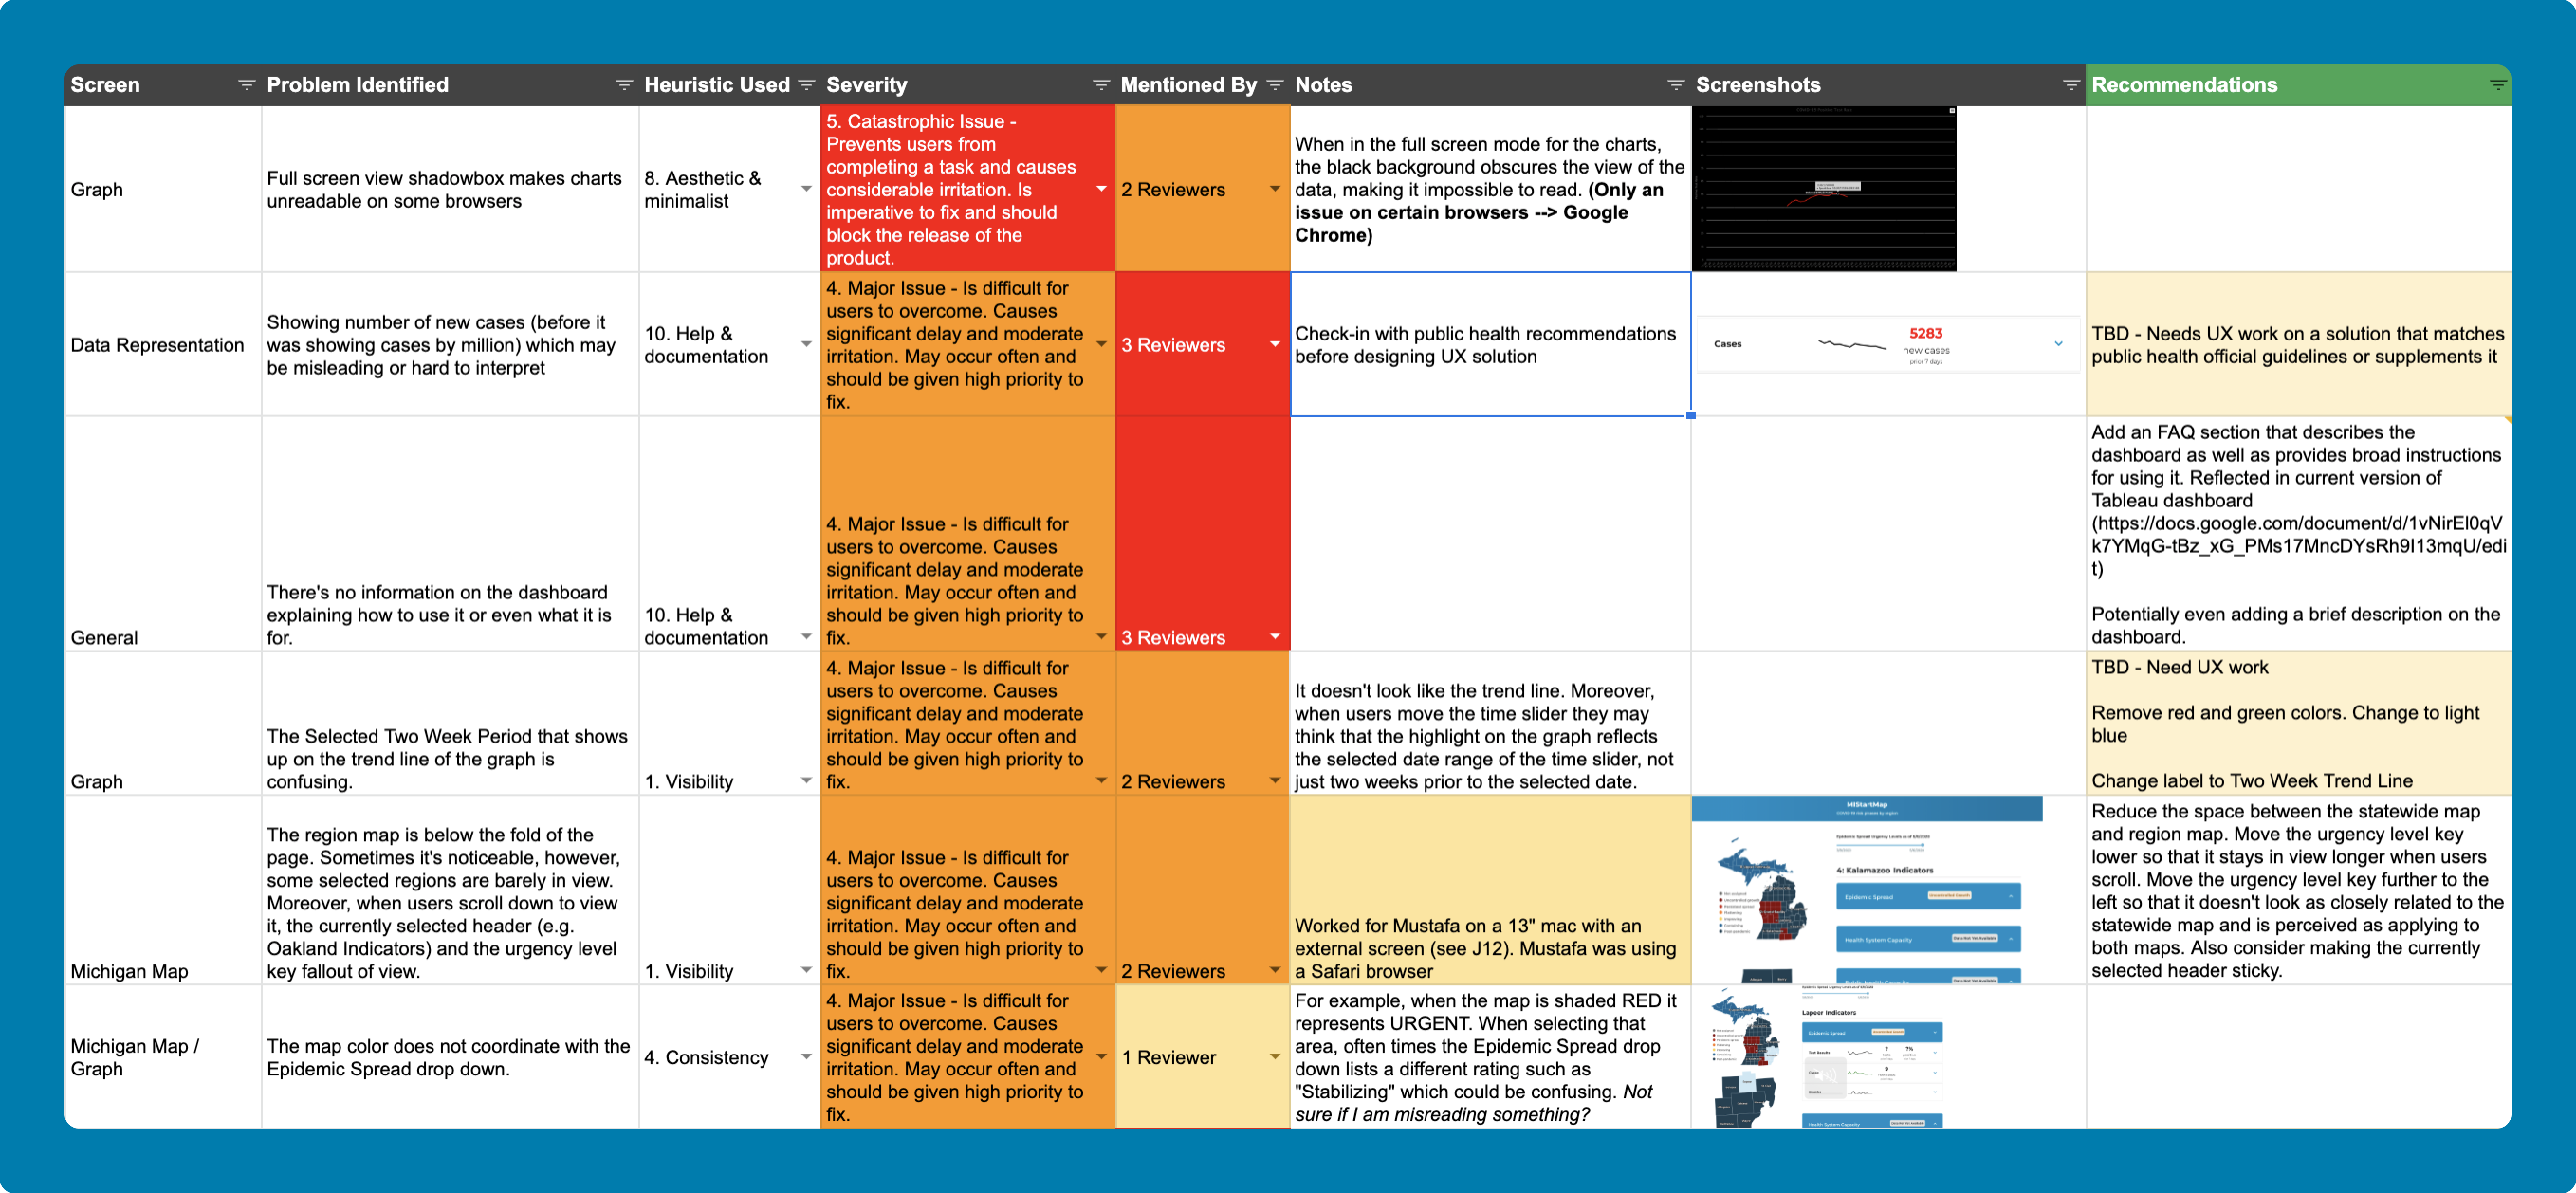 Screen
Problem Identified
Heuristic Used
Severity
Mentioned By
Notes
Screenshots
Recommendations
Graph
Full screen view shadowbox makes charts
unreadable on some browsers
8. Aesthetic &
minimalist
5. Catastrophic Issue -
Prevents users from
completing a task and causes
considerable irritation. Is
imperative to fix and should
block the release of the
product.
2 Reviewers
When in the full screen mode for the charts,
the black background obscures the view of the
data, making it impossible to read. (Only an
issue on certain browsers --> Google
Chrome)
Data Representation
Showing number of new cases (before it
was showing cases by million) which may
be misleading or hard to interpret
10. Help &
documentation
4. Major Issue - Is difficult for
users to overcome. Causes
significant delay and moderate
irritation. May occur often and
should be given high priority to
fix.
3 Reviewers
Check-in with public health recommendations
before designing UX solution
Cases
5283
new cases
prior 7 days
TBD - Needs UX work on a solution that matches
public health official guidelines or supplements it
General
There's no information on the dashboard
explaining how to use it or even what it is
for.
10. Help &
documentation
4. Major Issue - Is difficult for
users to overcome. Causes
significant delay and moderate
irritation. May occur often and
should be given high priority to
fix.
3 Reviewers
Add an FAQ section that describes the
dashboard as well as provides broad instructions
for using it. Reflected in current version of
Tableau dashboard
(https://docs.google.com/document/d/1vNirEl0qV
k7YMqG-tBz_xG_PMs17MncDYsRh9I13mqU/edi
t)
Potentially even adding a brief description on the
dashboard.
Graph
The Selected Two Week Period that shows
up on the trend line of the graph is
confusing.
1. Visibility
4. Major Issue - Is difficult for
users to overcome. Causes
significant delay and moderate
irritation. May occur often and
should be given high priority to
fix.
2 Reviewers
It doesn't look like the trend line. Moreover,
when users move the time slider they may
think that the highlight on the graph reflects
the selected date range of the time slider, not
just two weeks prior to the selected date.
TBD - Need UX work
Remove red and green colors. Change to light
blue
Change label to Two Week Trend Line
Michigan Map
The region map is below the fold of the
page. Sometimes it's noticeable, however,
some selected regions are barely in view.
Moreover, when users scroll down to view
it, the currently selected header (e.g.
Oakland Indicators) and the urgency level
key fallout of view.
1. Visibility
4. Major Issue - Is difficult for
users to overcome. Causes
significant delay and moderate
irritation. May occur often and
should be given high priority to
fix.
2 Reviewers
Worked for Mustafa on a 13" mac with an
external screen (see J12). Mustafa was using
a Safari browser
MIStartMap
4: Kalamazoo Indicators
Epidemic Spread
Health System Capacity
Reduce the space between the statewide map
and region map. Move the urgency level key
lower so that it stays in view longer when users
scroll. Move the urgency level key further to the
left so that it doesn't look as closely related to the
statewide map and is perceived as applying to
both maps. Also consider making the currently
selected header sticky.
Michigan Map /
Graph
The map color does not coordinate with the
Epidemic Spread drop down.
4. Consistency
4. Major Issue - Is difficult for
users to overcome. Causes
significant delay and moderate
irritation. May occur often and
should be given high priority to
fix.
1 Reviewer
For example, when the map is shaded RED it
represents URGENT. When selecting that
area, often times the Epidemic Spread drop
down lists a different rating such as
"Stabilizing" which could be confusing. Not
sure if I am misreading something?
Lapeer Indicators
Epidemic Spread
Health System Capacity